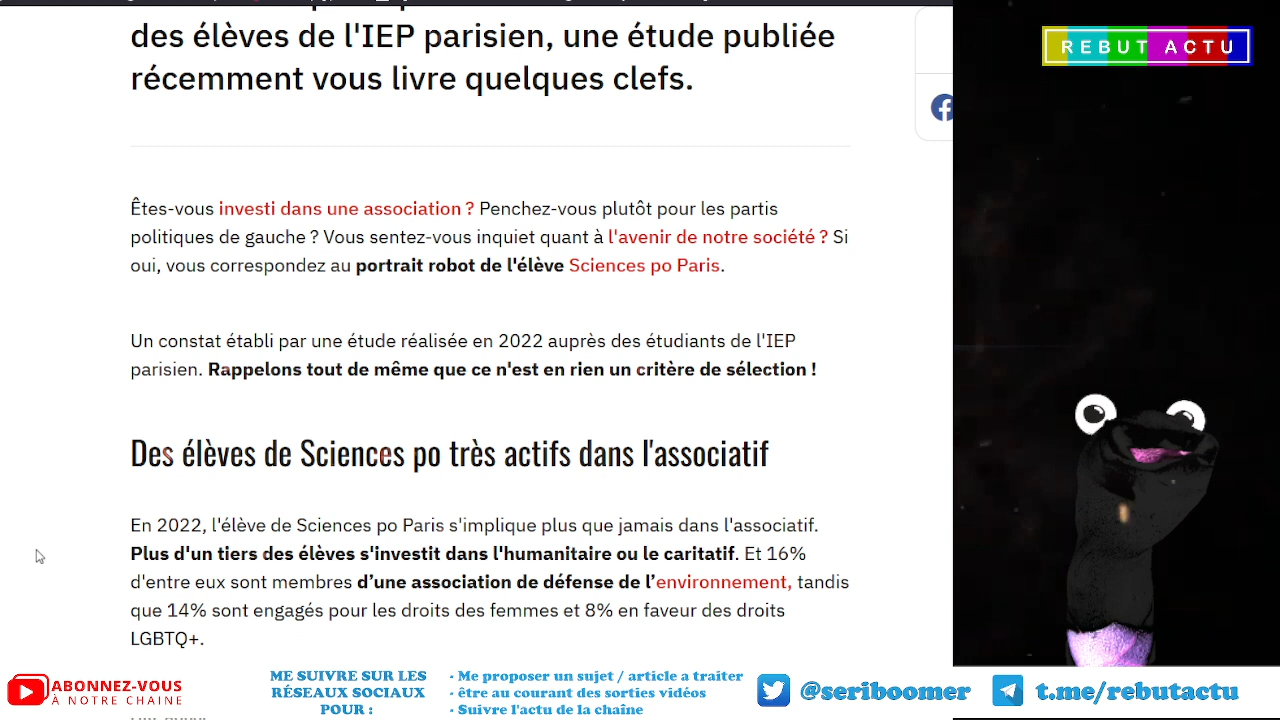 des élèves de l'IEP parisien, une étude publiée
récemment vous livre quelques clefs.
REBUT ACTU
Êtes-vous investi dans une association ? Penchez-vous plutôt pour les partis
politiques de gauche ? Vous sentez-vous inquiet quant à l'avenir de notre société ? Si
oui, vous correspondez au portrait robot de l'élève Sciences po Paris.
Un constat établi par une étude réalisée en 2022 auprès des étudiants de l'IEP
parisien. Rappelons tout de même que ce n'est en rien un critère de sélection !
Des élèves de Sciences po très actifs dans l'associatif
En 2022, l'élève de Sciences po Paris s'implique plus que jamais dans l'associatif.
Plus d'un tiers des élèves s'investit dans l'humanitaire ou le caritatif. Et 16%
d'entre eux sont membres d’une association de défense de l’environnement, tandis
que 14% sont engagés pour les droits des femmes et 8% en faveur des droits
LGBTQ+.
ABONNEZ-VOUS
À NOTRE CHAINE
ME SUIVRE SUR LES
RÉSEAUX SOCIAUX
POUR :
- Me proposer un sujet / article a traiter
- être au courant des sorties vidéos
- Suivre l'actu de la chaîne
@seriboomer
t.me/rebutactu